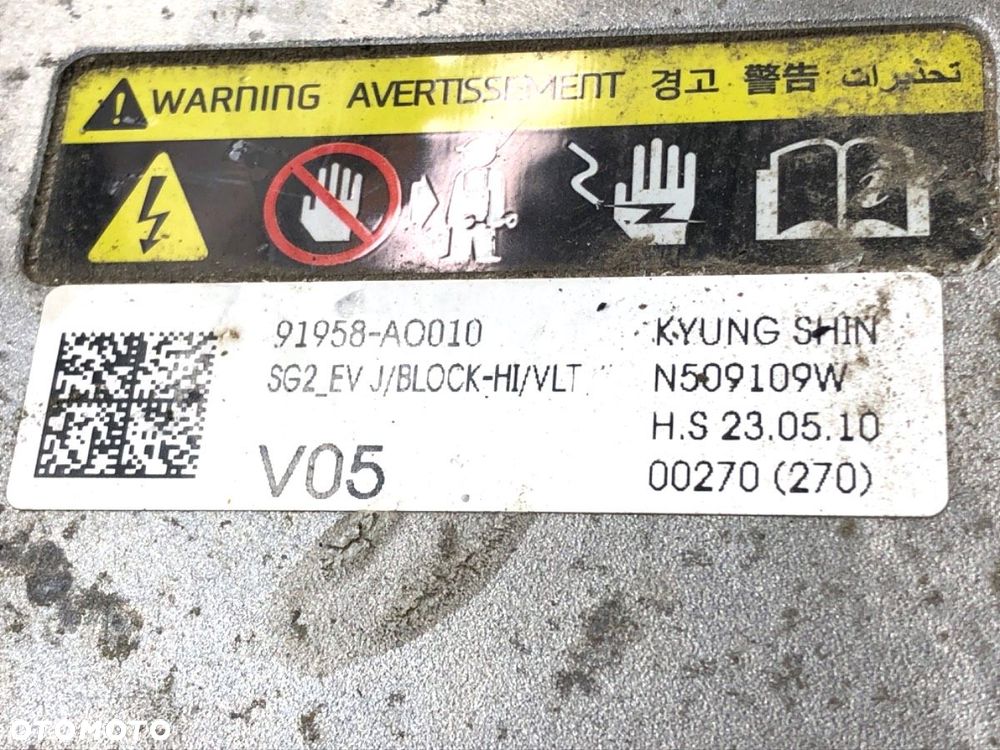 WARNING AVERTISSEMENT 경고 警告 تحذيرات
91958-AO010
SG2_EV J/BLOCK-HI/VLT
V05
KYUNG SHIN
N509109W
H.S 23.05.10
00270 (270)
OTOMOTO